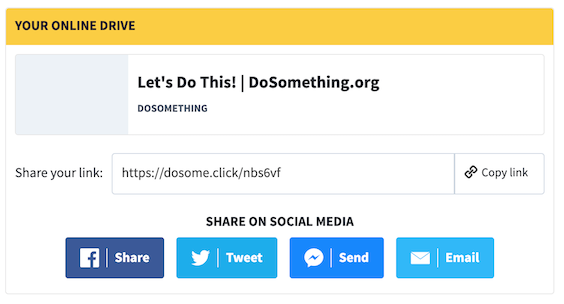 YOUR ONLINE DRIVE
Let's Do This! | DoSomething.org
DOSOMETHING
Share your link: https://dosome.click/nbs6vf Copy link
SHARE ON SOCIAL MEDIA
Share Tweet Send Email